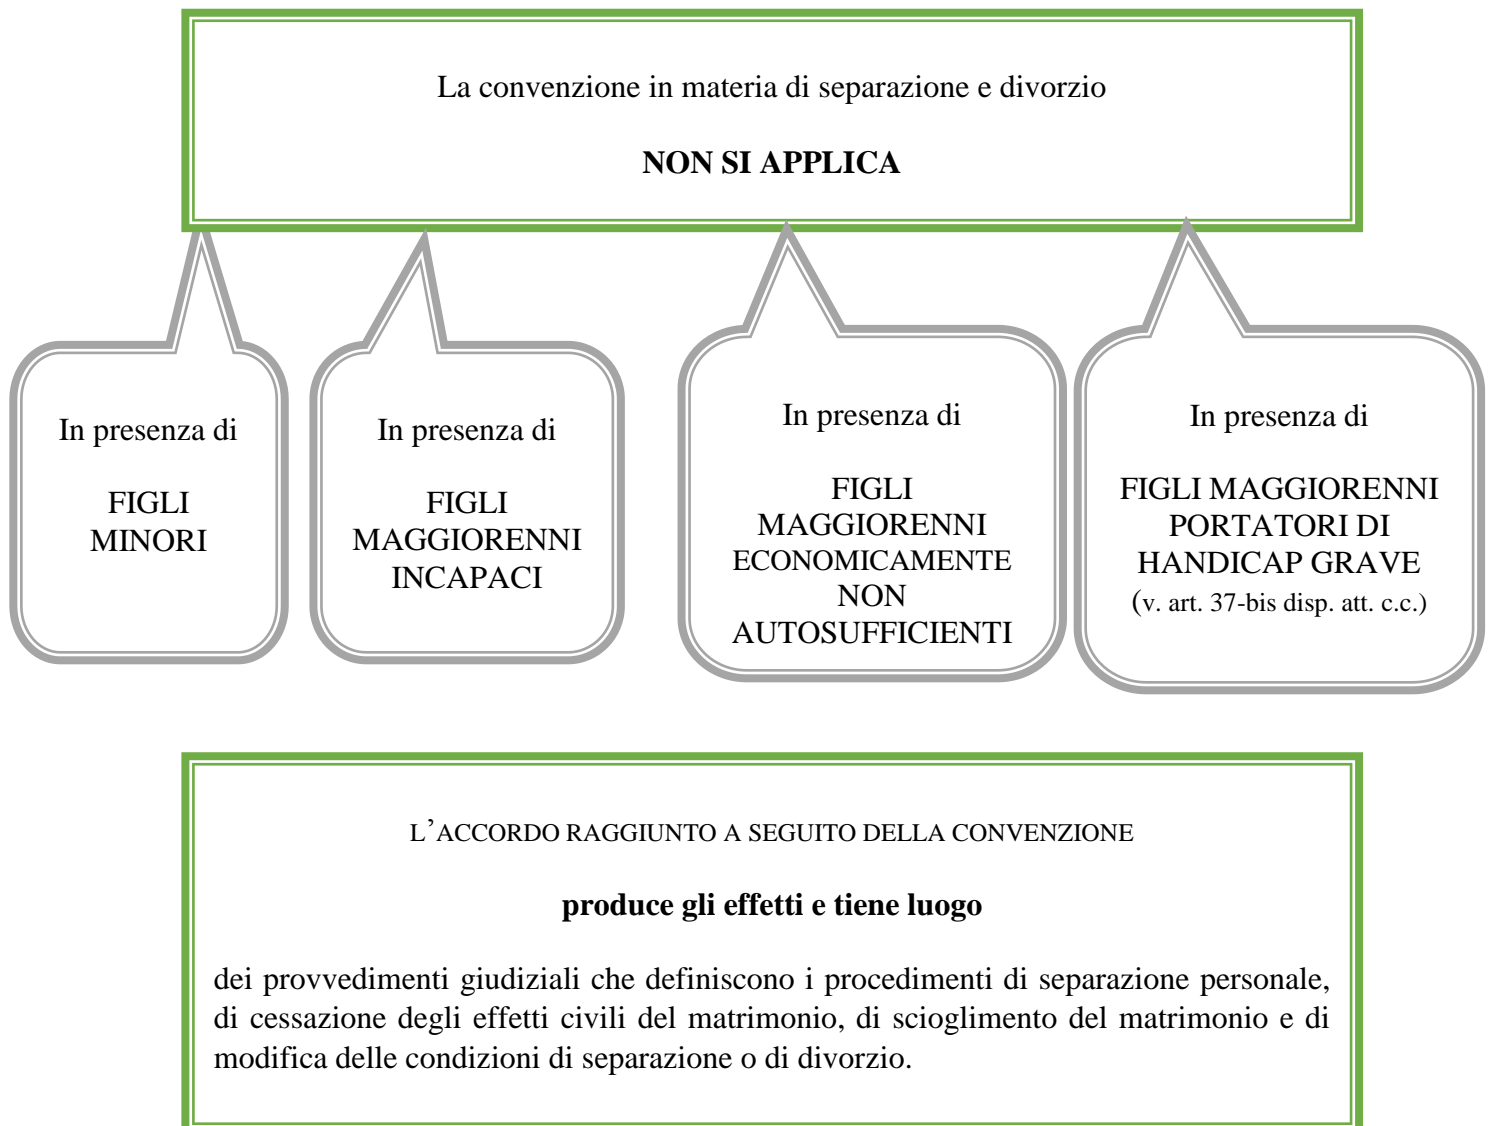 La convenzione in materia di separazione e divorzio
NON SI APPLICA
In presenza di
FIGLI
MINORI
In presenza di
FIGLI
MAGGIORENNI
INCAPACI
In presenza di
FIGLI
MAGGIORENNI
ECONOMICAMENTE
NON
AUTOSUFFICIENTI
In presenza di
FIGLI MAGGIORENNI
PORTATORI DI
HANDICAP GRAVE
(v. art. 37-bis disp. att. c.c.)
L’ACCORDO RAGGIUNTO A SEGUITO DELLA CONVENZIONE
produce gli effetti e tiene luogo
dei provvedimenti giudiziali che definiscono i procedimenti di separazione personale,
di cessazione degli effetti civili del matrimonio, di scioglimento del matrimonio e di
modifica delle condizioni di separazione o di divorzio.